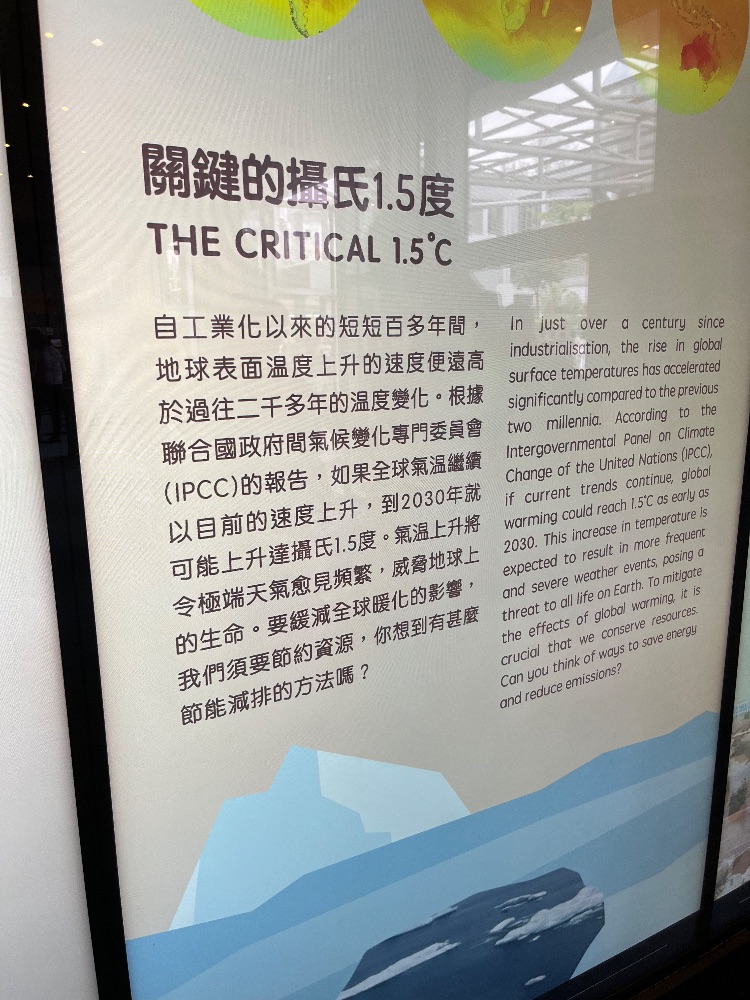 關鍵的攝氏1.5度
THE CRITICAL 1.5°C
自工業化以來的短短百多年間，
地球表面溫度上升的速度便遠高
於過往二千多年的溫度變化。根據
聯合國政府間氣候變化專門委員會
(IPCC)的報告，如果全球氣溫繼續
以目前的速度上升，到2030年就
可能上升達攝氏1.5度。氣溫上升將
令極端天氣愈見頻繁，威脅地球上
的生命。要緩減全球暖化的影響，
我們須要節約資源，你想到有甚麼
節能減排的方法嗎？
In just over a century since
industrialisation, the rise in global
surface temperatures has accelerated
significantly compared to the previous
two millennia. According to the
Intergovernmental Panel on Climate
Change of the United Nations (IPCC),
if current trends continue, global
warming could reach 1.5°C as early as
2030. This increase in temperature is
expected to result in more frequent
and severe weather events, posing a
threat to all life on Earth. To mitigate
the effects of global warming, it is
crucial that we conserve resources.
Can you think of ways to save energy
and reduce emissions?